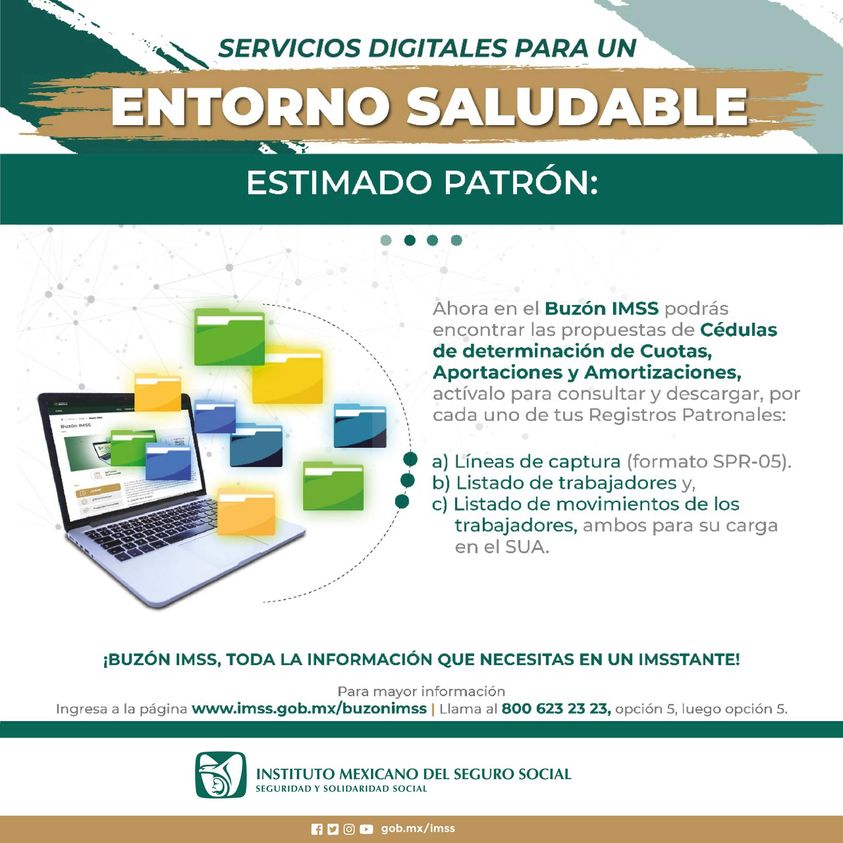 SERVICIOS DIGITALES PARA UN
ENTORNO SALUDABLE
ESTIMADO PATRÓN:
Ahora en el Buzón IMSS podrás
encontrar las propuestas de Cédulas
de determinación de Cuotas,
Aportaciones y Amortizaciones,
actívalo para consultar y descargar, por
cada uno de tus Registros Patronales:
a) Líneas de captura (formato SPR-05).
b) Listado de trabajadores y,
c) Listado de movimientos de los
trabajadores, ambos para su carga
en el SUA.
Buzón IMSS
¡BUZÓN IMSS, TODA LA INFORMACIÓN QUE NECESITAS EN UN IMSSTANTE!
Para mayor información
Ingresa a la página www.imss.gob.mx/buzonimss | Llama al 800 623 23 23, opción 5, luego opción 5.
INSTITUTO MEXICANO DEL SEGURO SOCIAL
SEGURIDAD Y SOLIDARIDAD SOCIAL
gob.mx/imss